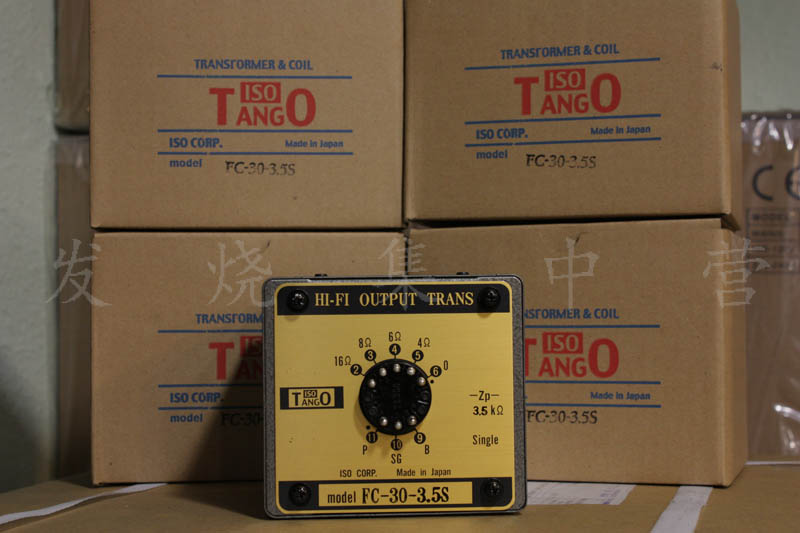 TRANSFORMER & COIL
ISO
TANGO
ISO CORP. Made in Japan
model FC-30-3.5S
TRANSFORMER & COIL
ISO
TANGO
ISO CORP. Made in Japan
model FC-30-3.5S
CE
MODEL
发烧集中营
TRANSFORMER & COIL
ISO
TANGO
ISO CORP.
model
TRANSFORMER & COIL
ISO
TANGO
Made in Japan
FC-30-3.5S
HI-FI OUTPUT TRANS
6Ω
8Ω 4Ω
16Ω 0
2 3 4 5 6
ISO
TANGO
-Zp-
3.5 kΩ
Single
11 10 9
P SG B
ISO CORP. Made in Japan
model FC-30-3.5S